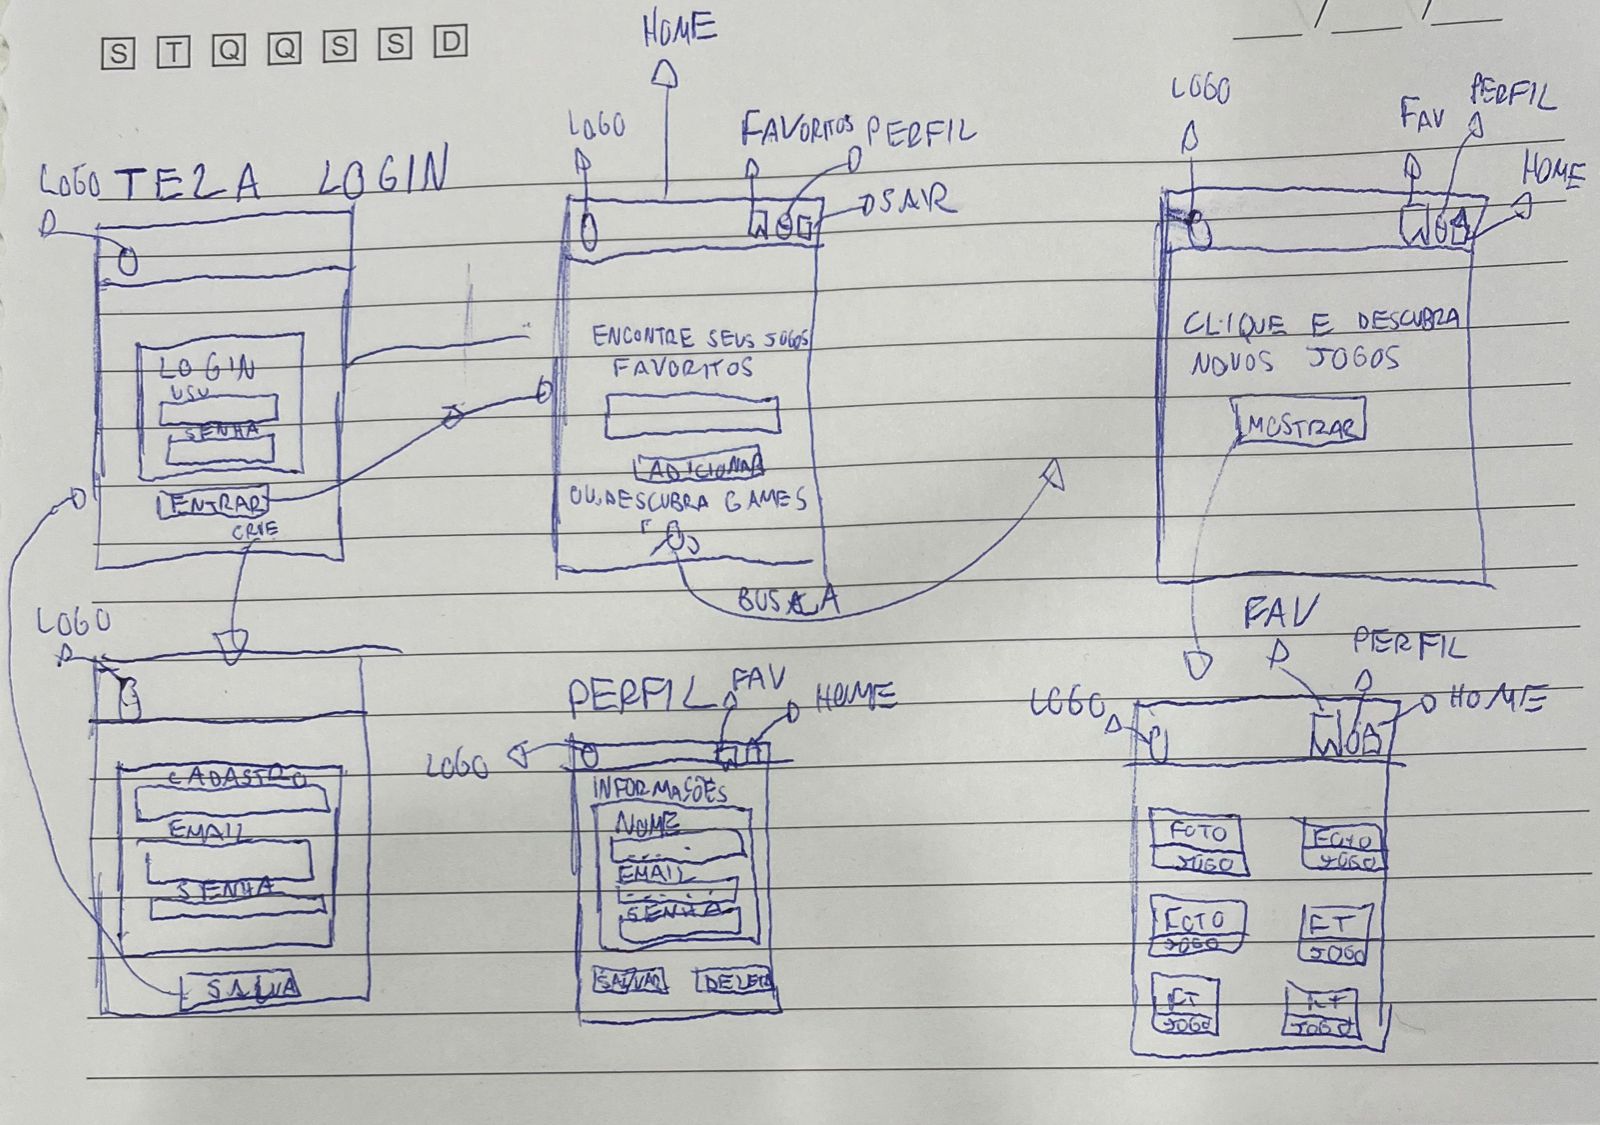 S T Q Q S S D
HOME
LOGO
FAVORITOS
PERFIL
SAIR
LOGO
FAV
PERFIL
HOME
LOGO
TELA LOGIN
LOGIN
USU
SENHA
ENTRAR
CRIE
ENCONTRE SEUS JOGOS
FAVORITOS
ADICIONAR
OU DESCUBRA GAMES
BUSCA
CLIQUE E DESCUBRA
NOVOS JOGOS
MOSTRAR
LOGO
CADASTRO
EMAIL
SENHA
SALVA
PERFIL
FAV
HOME
LOGO
INFORMAÇÕES
NOME
EMAIL
SENHA
SALVAR
DELETA
FAV
PERFIL
LOGO
HOME
FOTO
JOGO
FOTO
JOGO
FOTO
JOGO
FT
JOGO
FT
JOGO
FT
JOGO